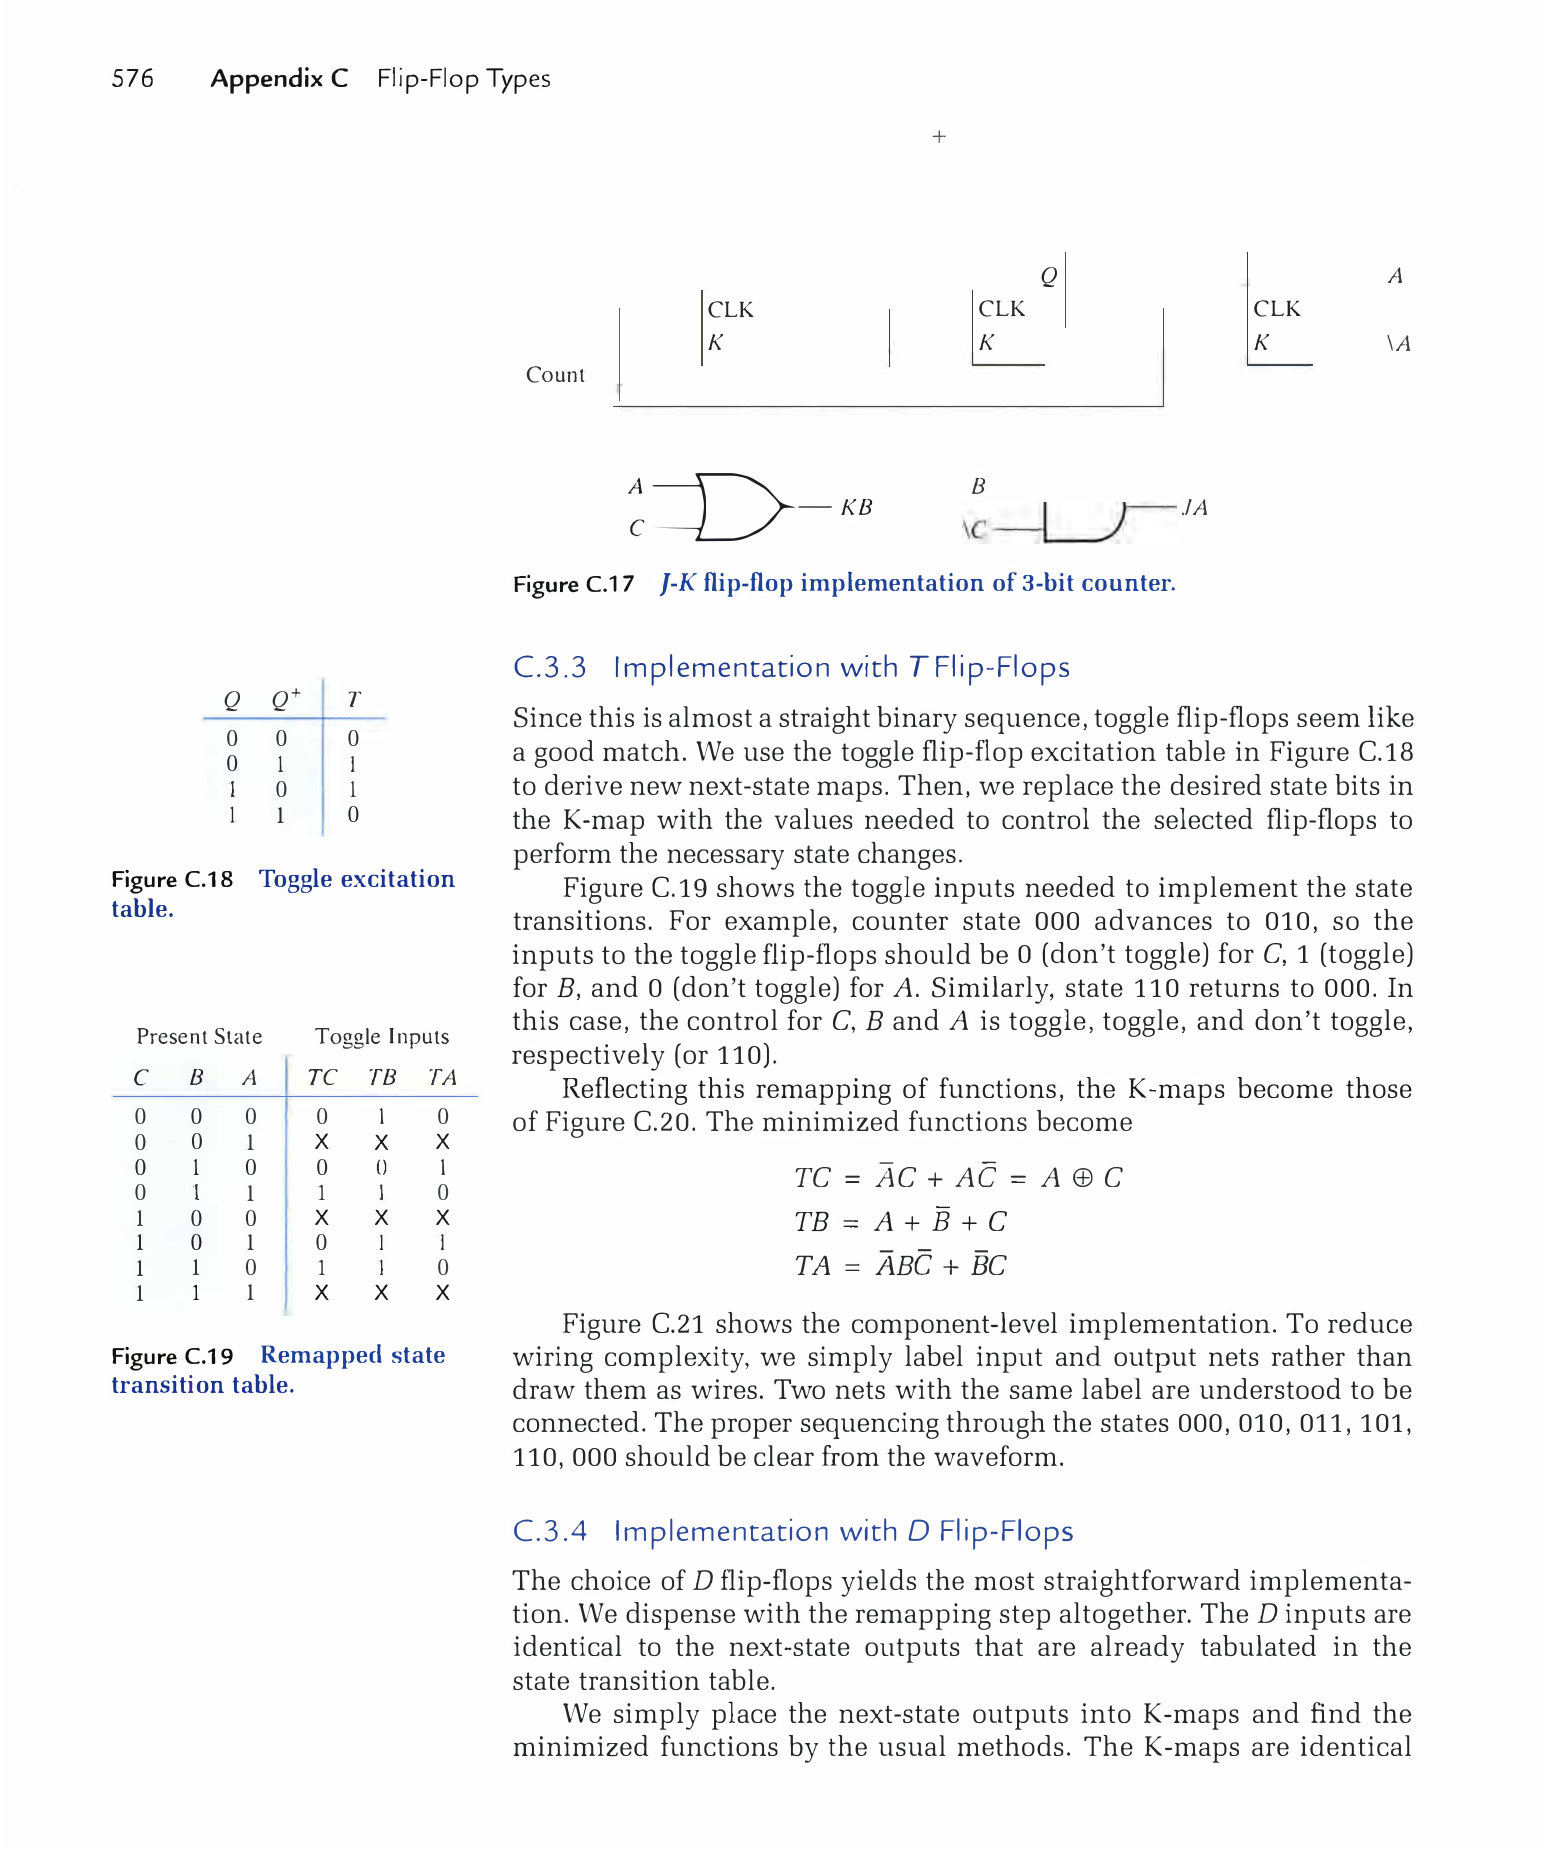 576 Appendix C Flip-Flop Types
+
Q A
CLK CLK CLK
K K K \A
Count
A B
KB JA
C \C
Figure C.17 J-K flip-flop implementation of 3-bit counter.
C.3.3 Implementation with T Flip-Flops
Since this is almost a straight binary sequence, toggle flip-flops seem like
a good match. We use the toggle flip-flop excitation table in Figure C.18
to derive new next-state maps. Then, we replace the desired state bits in
the K-map with the values needed to control the selected flip-flops to
perform the necessary state changes.
Figure C.19 shows the toggle inputs needed to implement the state
transitions. For example, counter state 000 advances to 010, so the
inputs to the toggle flip-flops should be 0 (don't toggle) for C, 1 (toggle)
for B, and 0 (don't toggle) for A. Similarly, state 110 returns to 000. In
this case, the control for C, B and A is toggle, toggle, and don't toggle,
respectively (or 110).
Reflecting this remapping of functions, the K-maps become those
of Figure C.20. The minimized functions become
TC = A̅C + AC̅ = A ⊕ C
TB = A + B̅ + C
TA = A̅BC̅ + B̅C
Figure C.21 shows the component-level implementation. To reduce
wiring complexity, we simply label input and output nets rather than
draw them as wires. Two nets with the same label are understood to be
connected. The proper sequencing through the states 000, 010, 011, 101,
110, 000 should be clear from the waveform.
C.3.4 Implementation with D Flip-Flops
The choice of D flip-flops yields the most straightforward implementa-
tion. We dispense with the remapping step altogether. The D inputs are
identical to the next-state outputs that are already tabulated in the
state transition table.
We simply place the next-state outputs into K-maps and find the
minimized functions by the usual methods. The K-maps are identical
Q Q+ T
0 0 0
0 1 1
1 0 1
1 1 0
Figure C.18 Toggle excitation
table.
Present State Toggle Inputs
C B A TC TB TA
0 0 0 0 1 0
0 0 1 X X X
0 1 0 0 0 1
0 1 1 1 1 0
1 0 0 X X X
1 0 1 0 1 1
1 1 0 1 1 0
1 1 1 X X X
Figure C.19 Remapped state
transition table.